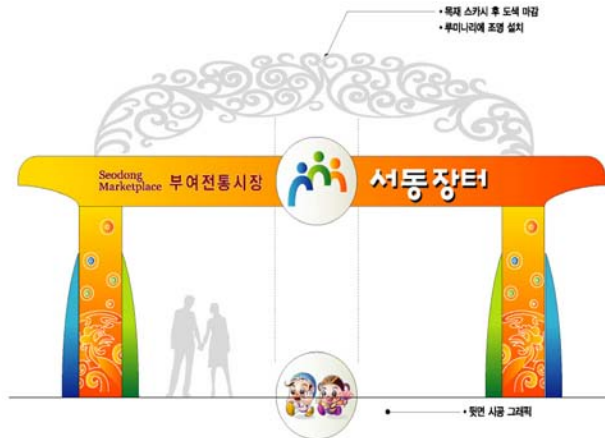 • 목재 스카시 후 도색 마감
• 루미나리에 조명 설치
Seodong
Marketplace 부여전통시장
서동장터
• 뒷면 시공 그래픽